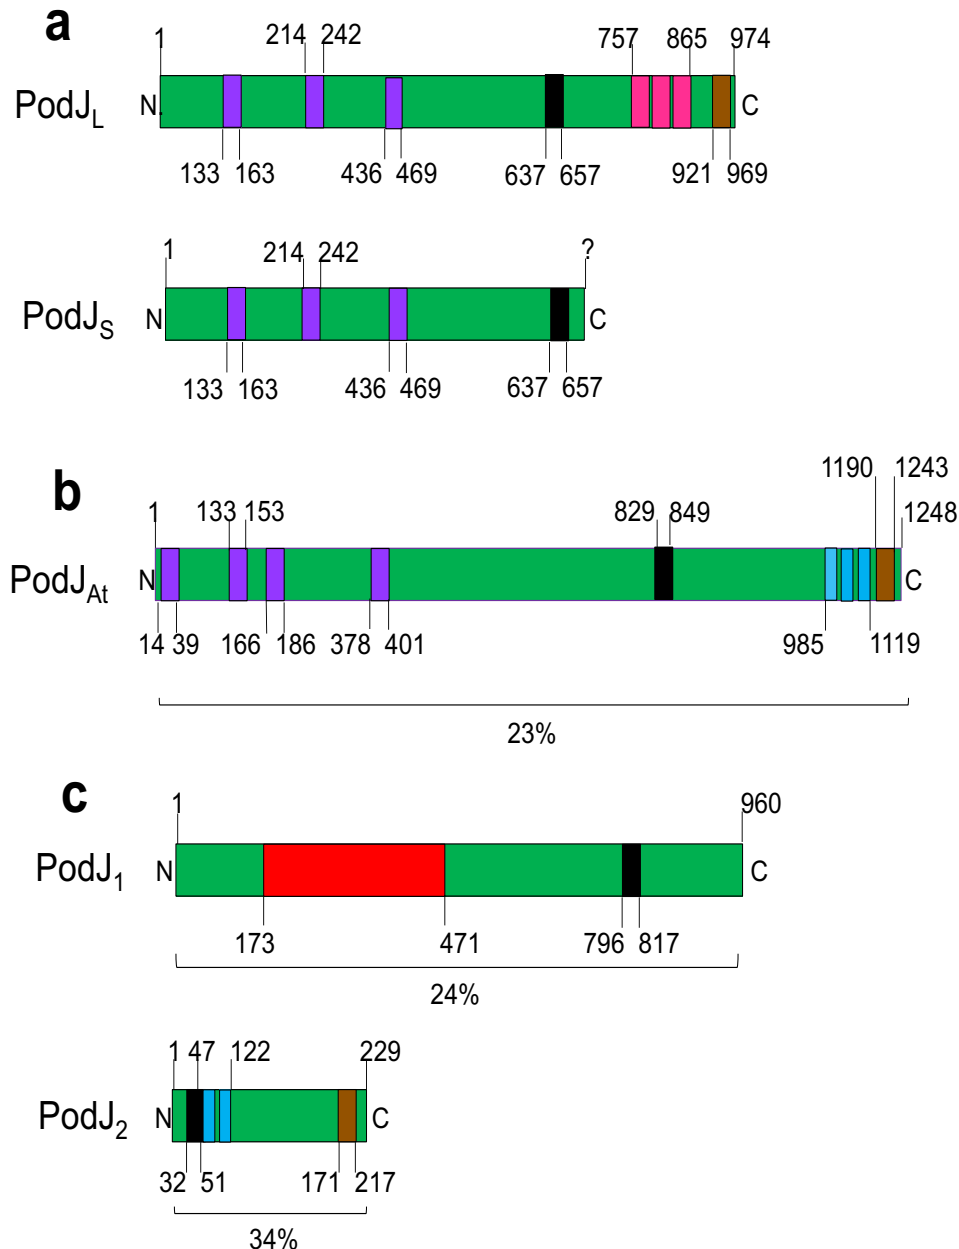 a
1 214 242 757 865 974
PodJL N. C
133 163 436 469 637 657 921 969
1 214 242 ?
PodJS N C
133 163 436 469 637 657
b
1190 1243
1 133 153 829 849 1248
PodJAt N C
14 39 166 186 378 401 985 1119
23%
c
1 960
PodJ1 N C
173 471 796 817
24%
1 47 122 229
PodJ2 N C
32 51 171 217
34%